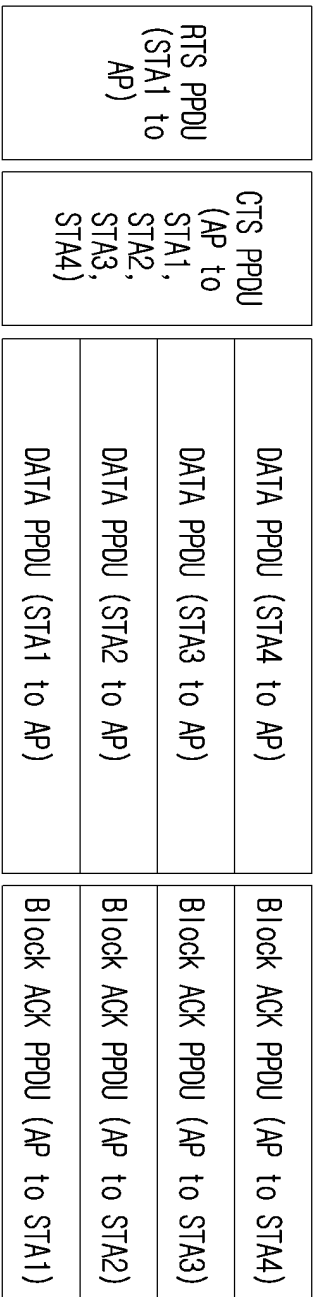 RTS PPDU
(STA1 to
AP)
CTS PPDU
(AP to
STA1,
STA2,
STA3,
STA4)
DATA PPDU (STA4 to AP)
DATA PPDU (STA3 to AP)
DATA PPDU (STA2 to AP)
DATA PPDU (STA1 to AP)
Block ACK PPDU (AP to STA4)
Block ACK PPDU (AP to STA3)
Block ACK PPDU (AP to STA2)
Block ACK PPDU (AP to STA1)